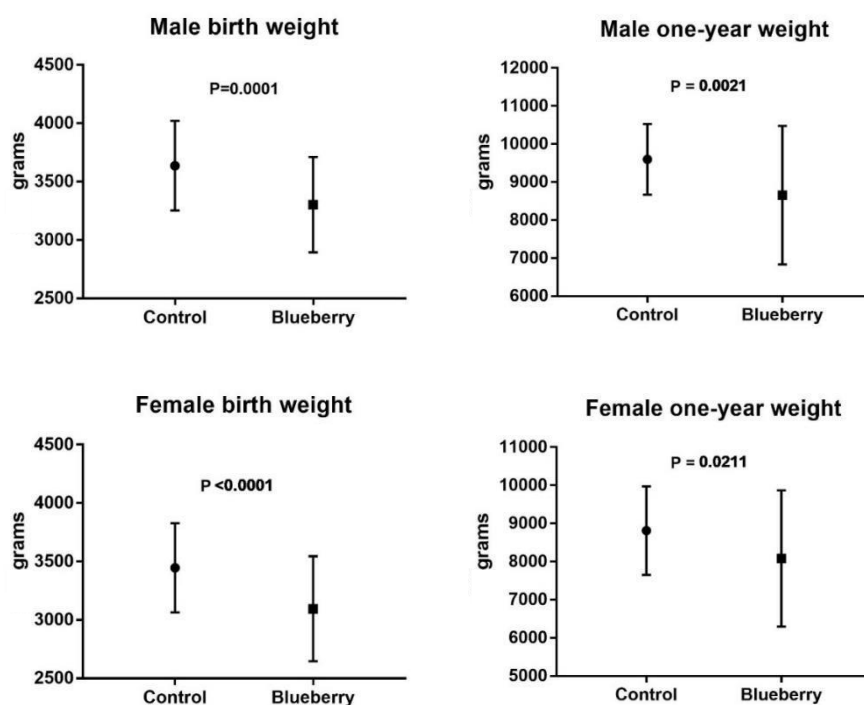 Male birth weight
P=0.0001
grams
4500
4000
3500
3000
2500
Control Blueberry
Male one-year weight
P = 0.0021
grams
12000
11000
10000
9000
8000
7000
6000
Control Blueberry
Female birth weight
P <0.0001
grams
4500
4000
3500
3000
2500
Control Blueberry
Female one-year weight
P = 0.0211
grams
11000
10000
9000
8000
7000
6000
5000
Control Blueberry